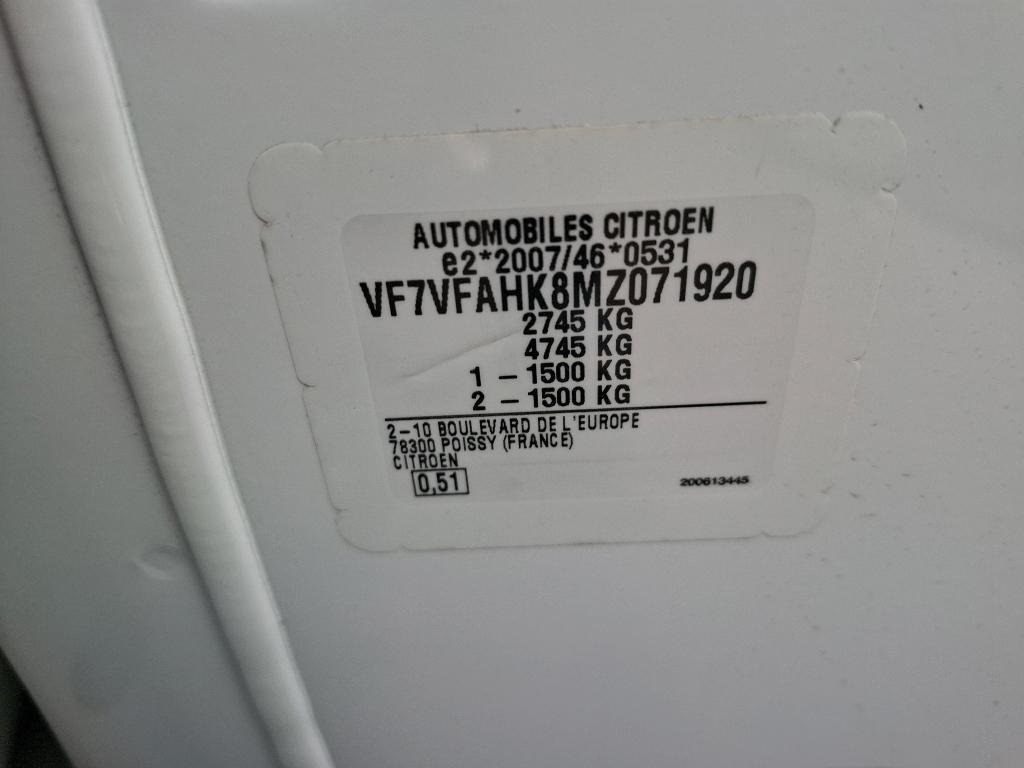 AUTOMOBILES CITROEN
e2*2007/46*0531
VF7VFAHK8MZ071920
2745 KG
4745 KG
1 - 1500 KG
2 - 1500 KG
2-10 BOULEVARD DE L'EUROPE
78300 POISSY (FRANCE)
CITROEN
0,51
200613445